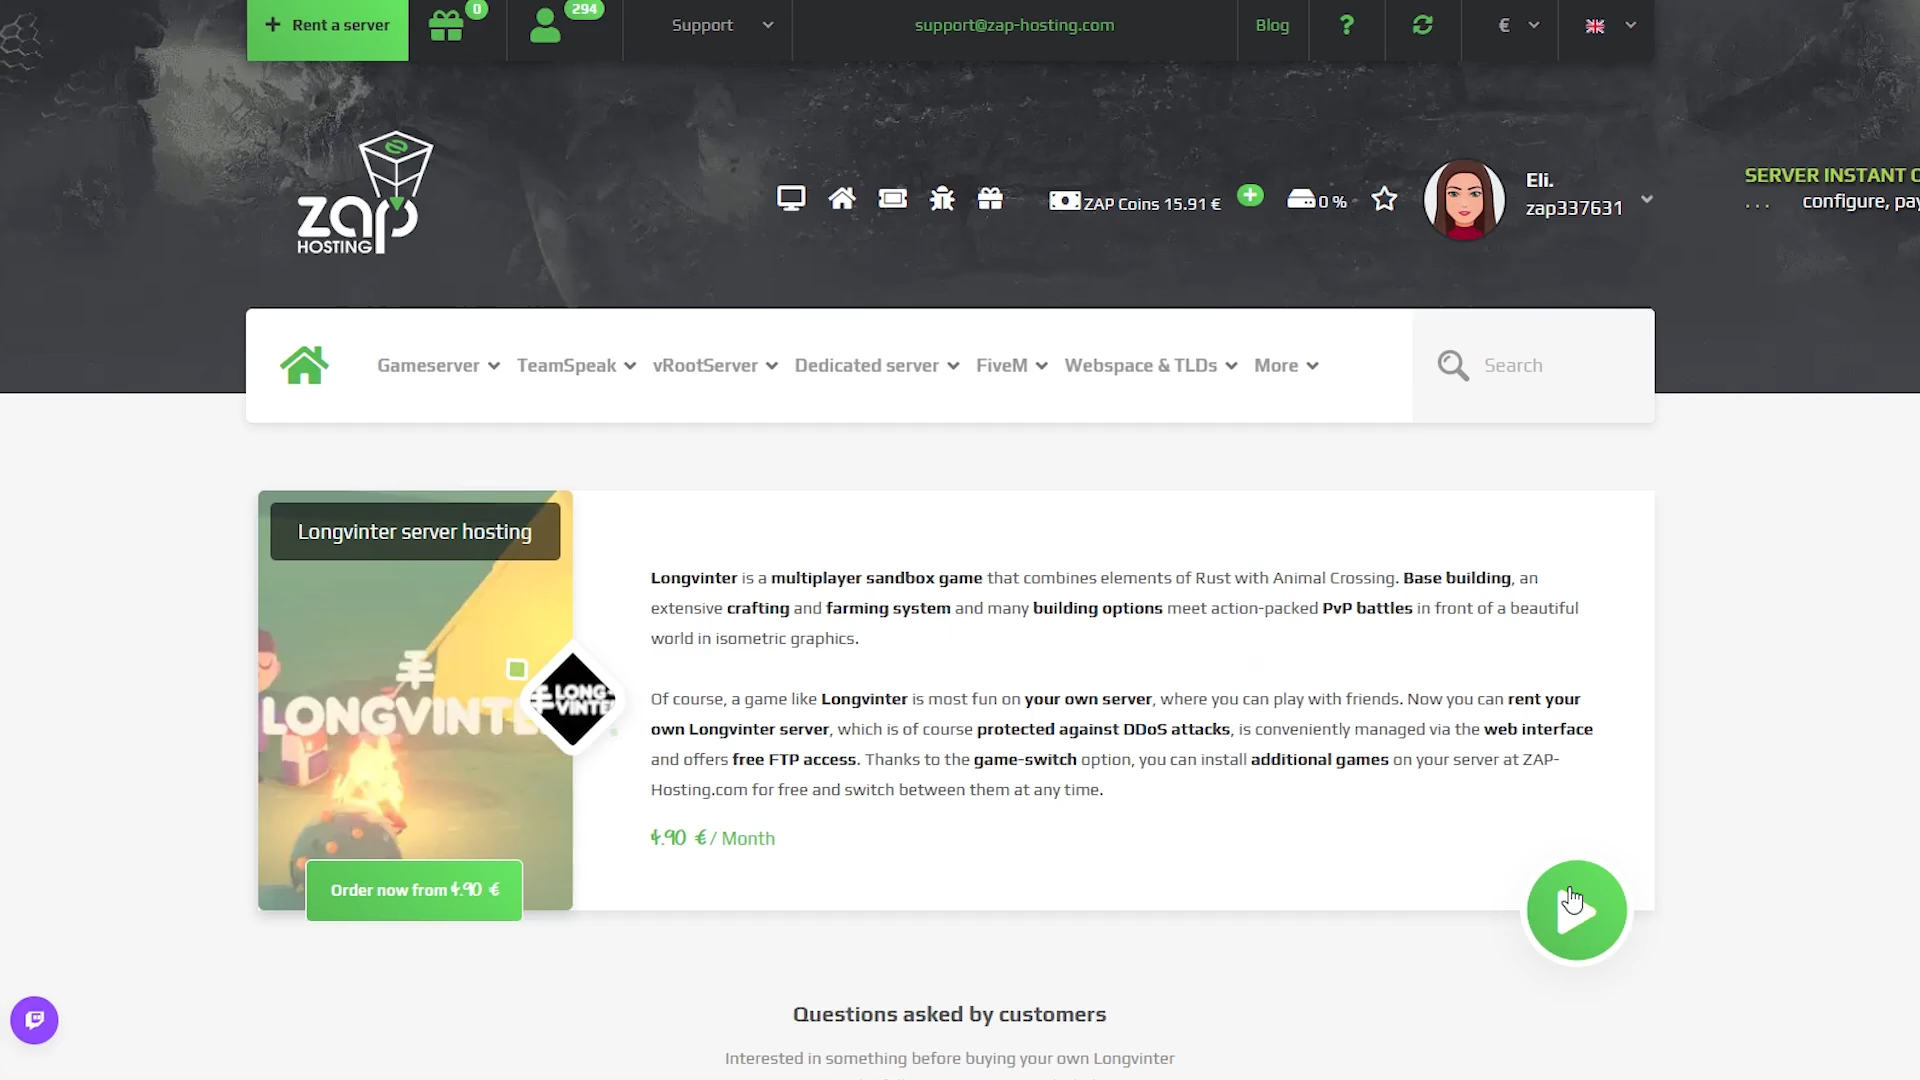 Rent a server
0
294
Support
support@zap-hosting.com
Blog
?
€
zap
HOSTING
ZAP Coins 15.91 €
0 %
Eli.
zap337631
SERVER INSTANT
... configure, pay
Gameserver
TeamSpeak
vRootServer
Dedicated server
FiveM
Webspace & TLDs
More
Search
Longvinter server hosting
LONGVINTE
LONG-
VINTE
Order now from 4.90 €
Longvinter is a multiplayer sandbox game that combines elements of Rust with Animal Crossing. Base building, an
extensive crafting and farming system and many building options meet action-packed PvP battles in front of a beautiful
world in isometric graphics.
Of course, a game like Longvinter is most fun on your own server, where you can play with friends. Now you can rent your
own Longvinter server, which is of course protected against DDoS attacks, is conveniently managed via the web interface
and offers free FTP access. Thanks to the game-switch option, you can install additional games on your server at ZAP-
Hosting.com for free and switch between them at any time.
4.90 € / Month
Questions asked by customers
Interested in something before buying your own Longvinter